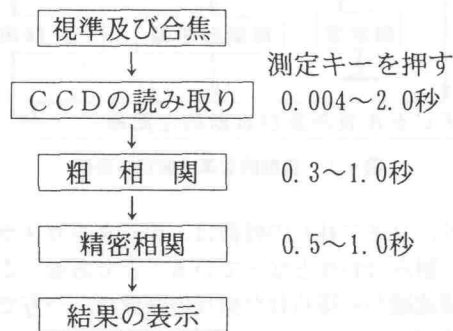 視準及び合焦
測定キーを押す
CCDの読み取り 0.004~2.0秒
粗 相 関 0.3~1.0秒
精密相関 0.5~1.0秒
結果の表示